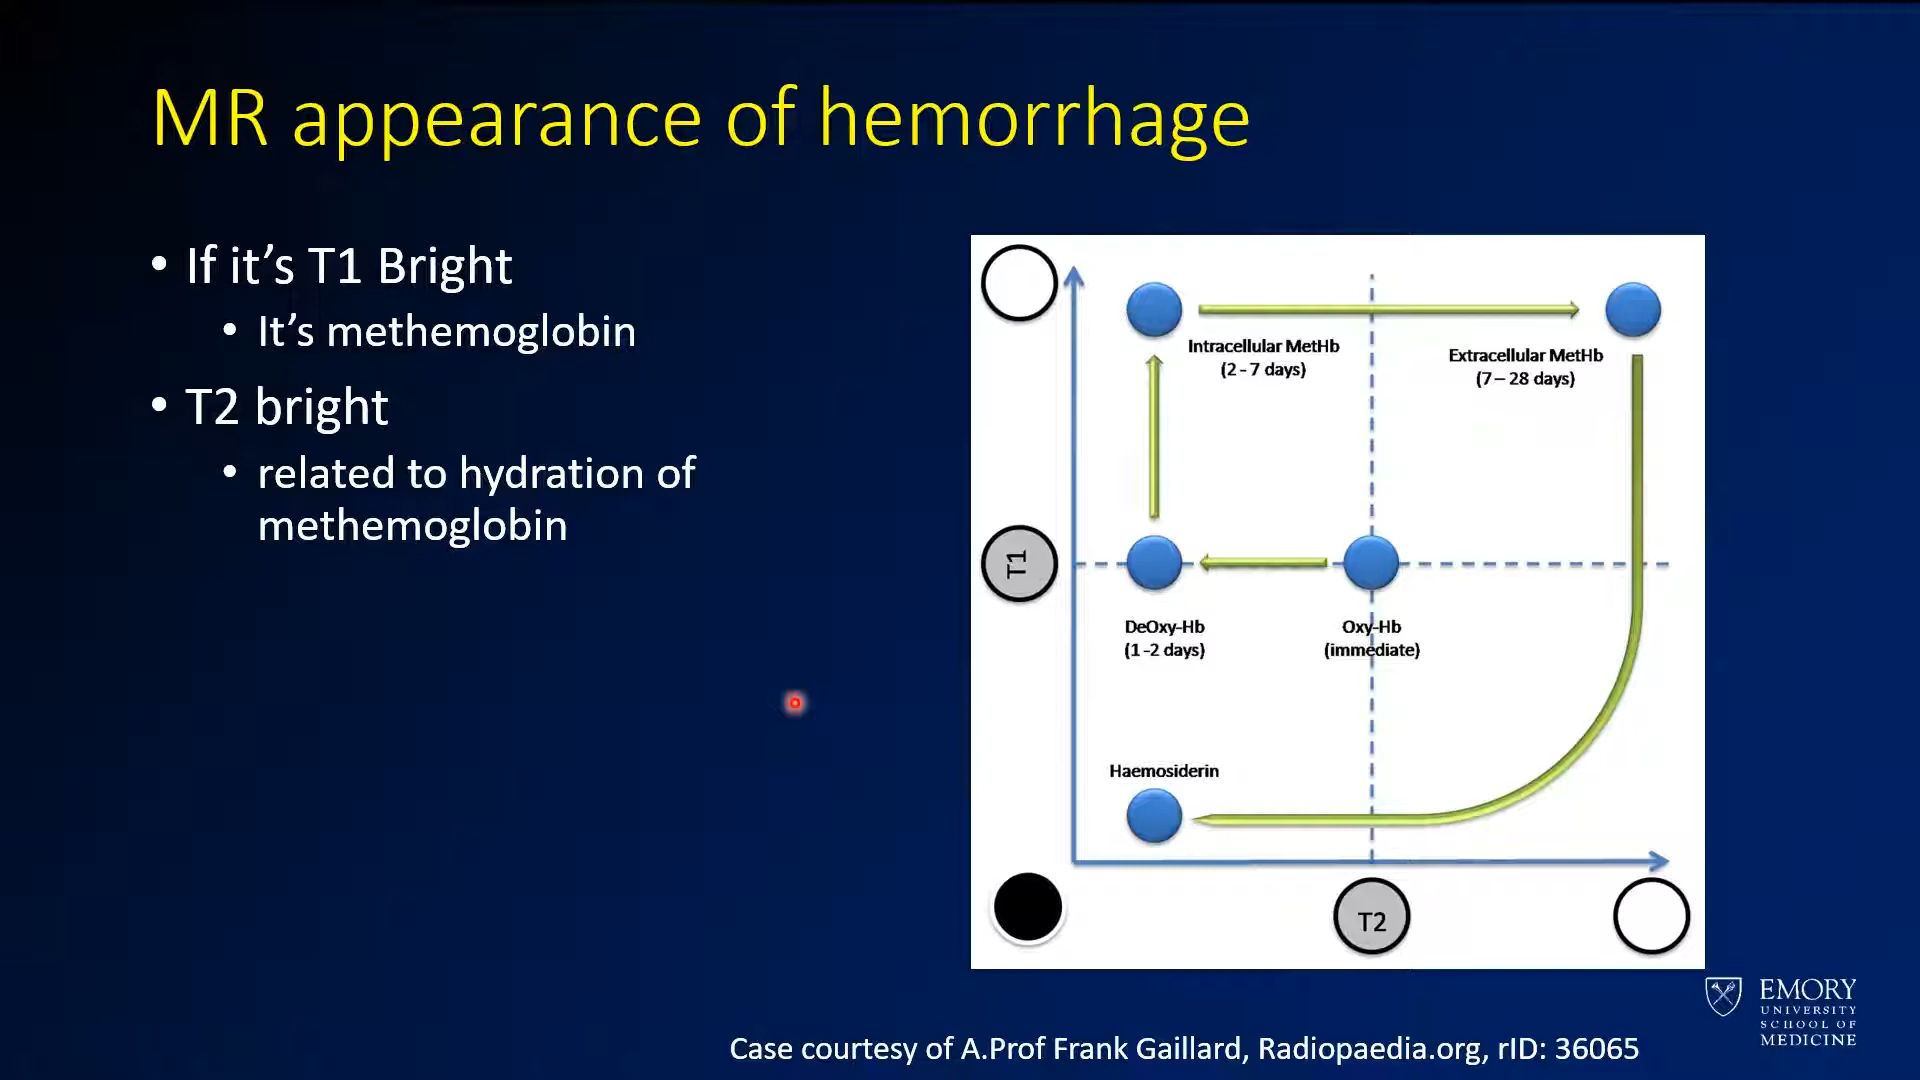 MR appearance of hemorrhage
• If it's T1 Bright
• It's methemoglobin
• T2 bright
• related to hydration of
methemoglobin
Intracellular MetHb
(2 - 7 days)
Extracellular MetHb
(7 – 28 days)
T1
DeOxy-Hb
(1 -2 days)
Oxy-Hb
(immediate)
Haemosiderin
T2
EMORY
UNIVERSITY
SCHOOL OF
MEDICINE
Case courtesy of A.Prof Frank Gaillard, Radiopaedia.org, rID: 36065